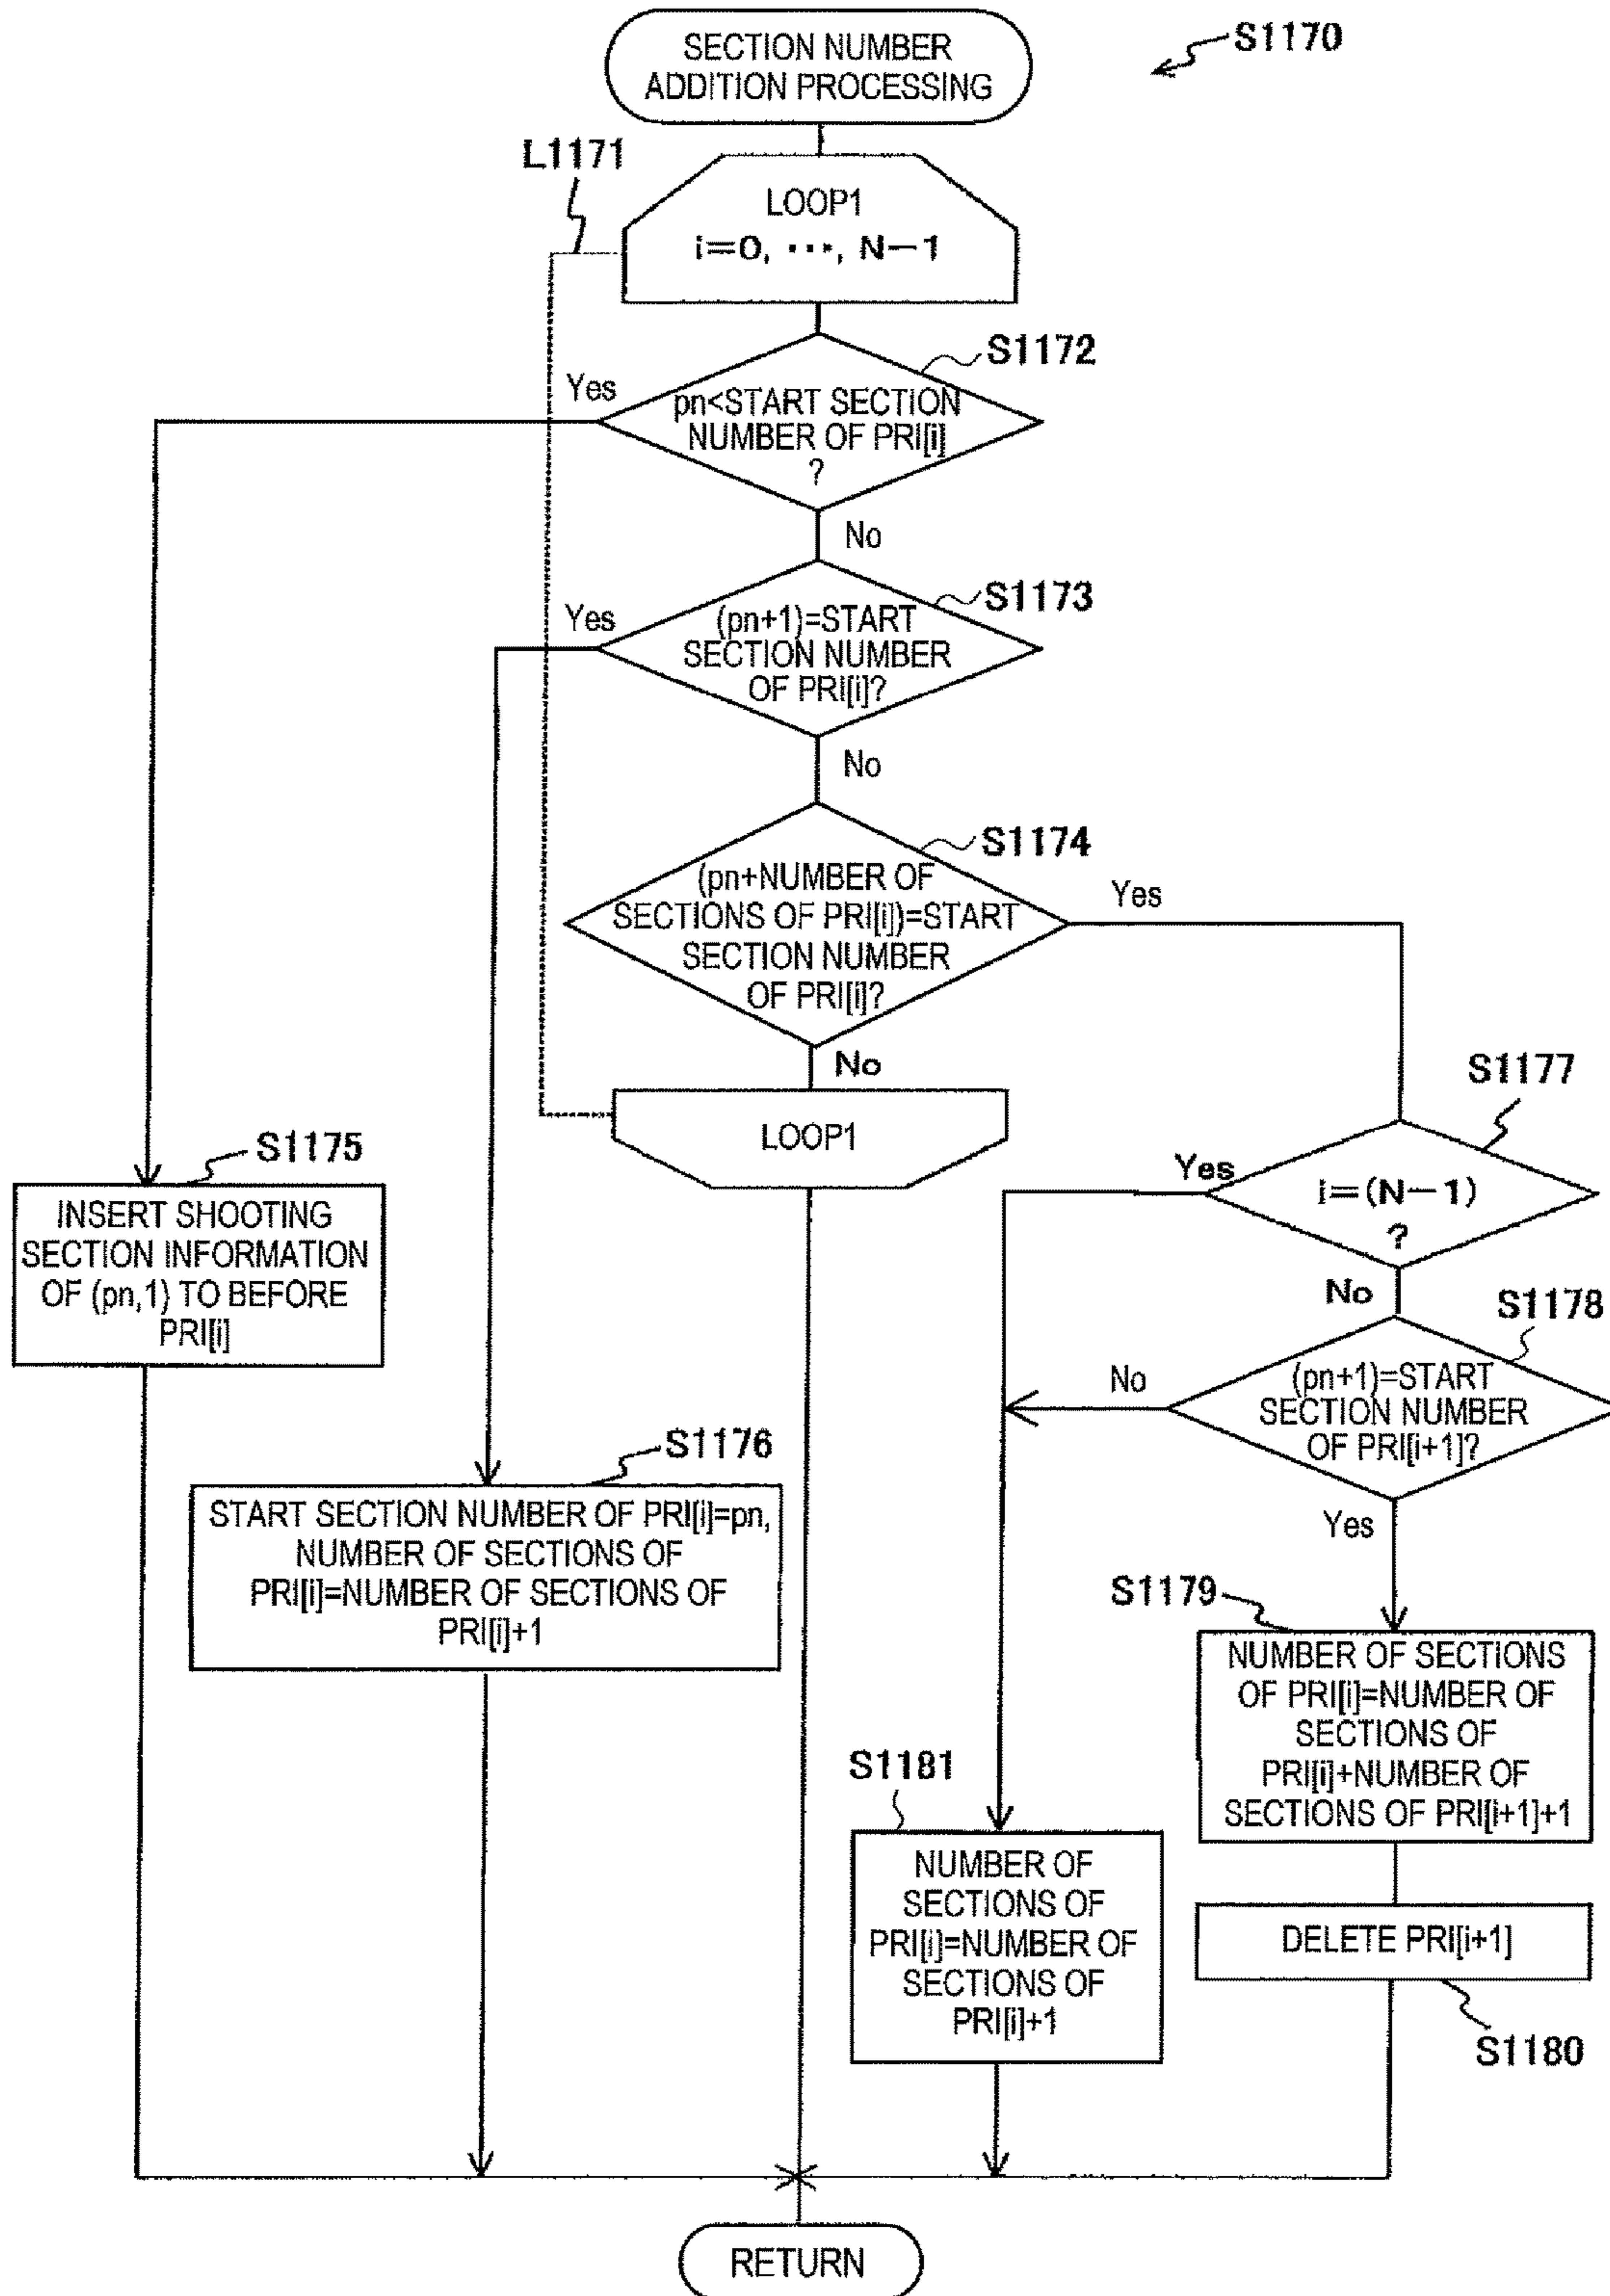 SECTION NUMBER
ADDITION PROCESSING
S1170
L1171
LOOP1
i=0, ･･･, N-1
S1172
Yes
pn<START SECTION
NUMBER OF PRI[i]
?
No
S1173
Yes
(pn+1)=START
SECTION NUMBER
OF PRI[i]?
No
S1174
(pn+NUMBER OF
SECTIONS OF PRI[i])=START
SECTION NUMBER
OF PRI[i]?
Yes
No
LOOP1
S1177
Yes
i=(N-1)
?
No
S1175
INSERT SHOOTING
SECTION INFORMATION
OF (pn,1) TO BEFORE
PRI[i]
S1178
No
(pn+1)=START
SECTION NUMBER
OF PRI[i+1]?
Yes
S1176
START SECTION NUMBER OF PRI[i]=pn,
NUMBER OF SECTIONS OF
PRI[i]=NUMBER OF SECTIONS OF
PRI[i]+1
S1179
NUMBER OF SECTIONS
OF PRI[i]=NUMBER OF
SECTIONS OF
PRI[i]+NUMBER OF
SECTIONS OF PRI[i+1]+1
S1181
NUMBER OF
SECTIONS OF
PRI[i]=NUMBER OF
SECTIONS OF
PRI[i]+1
DELETE PRI[i+1]
S1180
RETURN